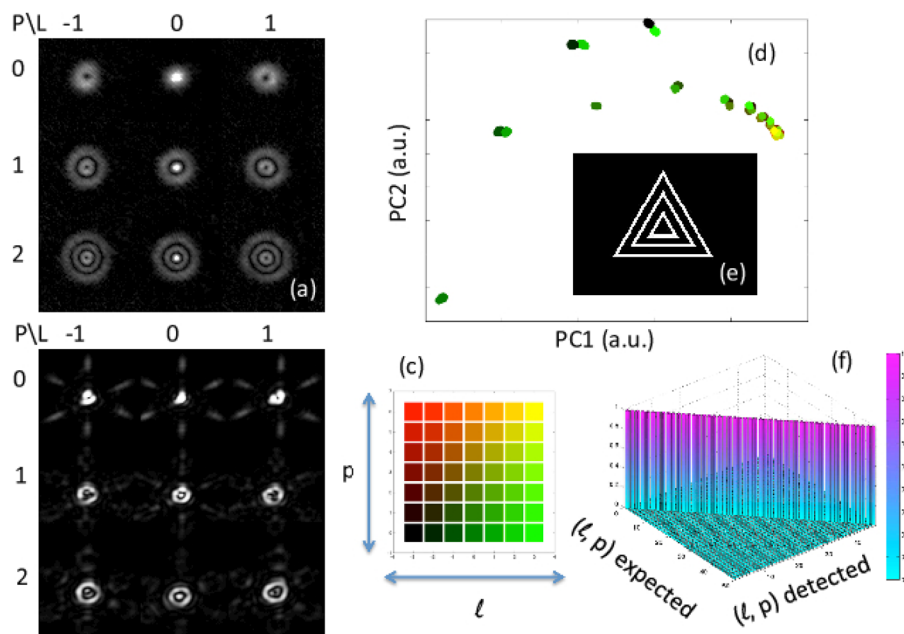 P\L -1 0 1
0
1
2
(a)
P\L -1 0 1
0
1
2
(d)
PC2 (a.u.)
(e)
PC1 (a.u.)
(c)
p
ℓ
(f)
(ℓ, p) expected
(ℓ, p) detected